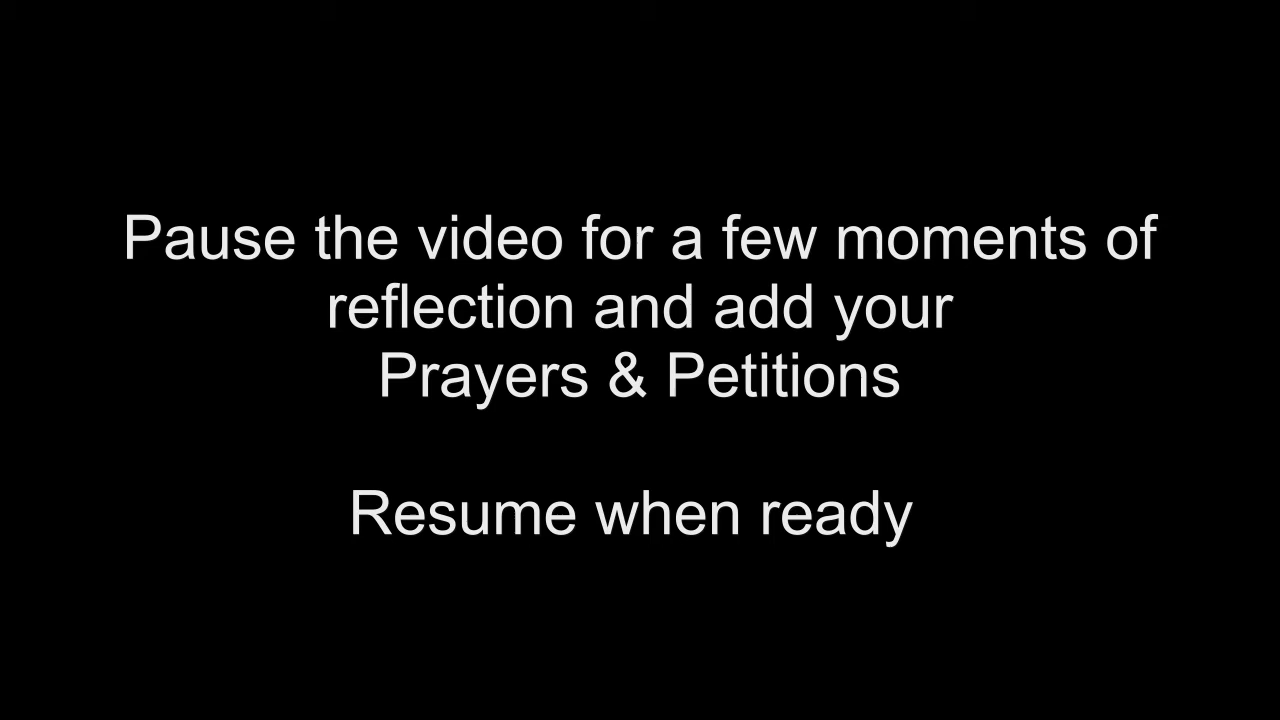 Pause the video for a few moments of
reflection and add your
Prayers & Petitions
Resume when ready